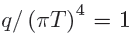 q/ (πT)⁴ = 1